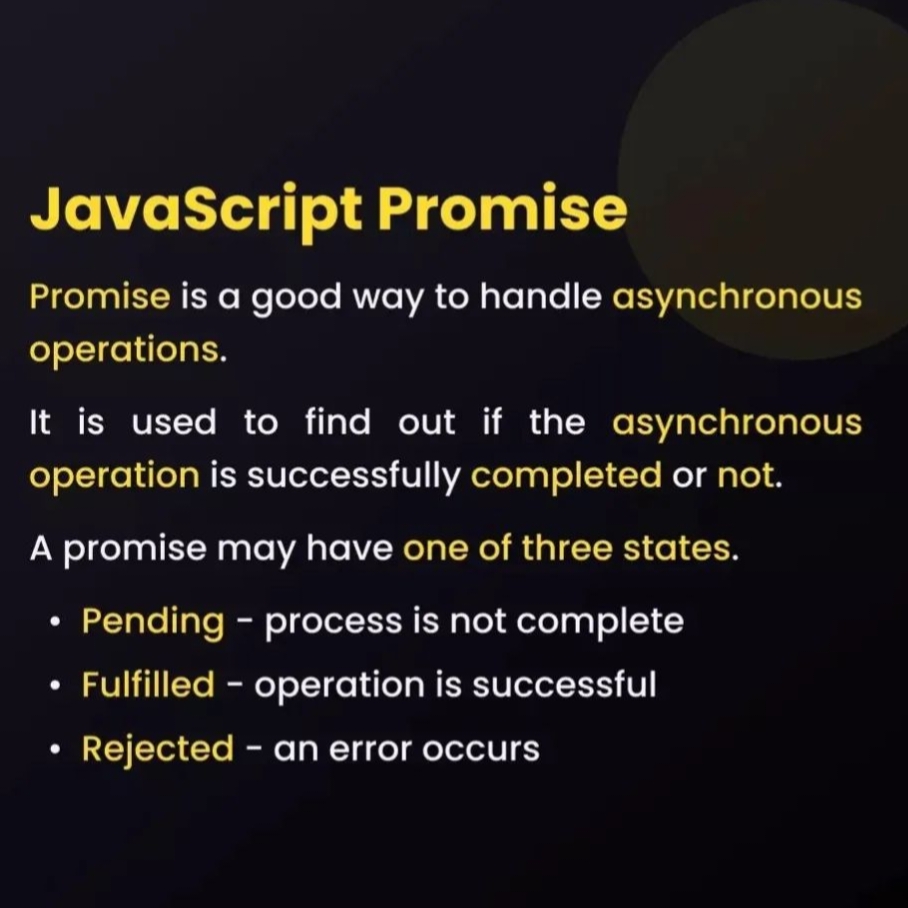 JavaScript Promise
Promise is a good way to handle asynchronous
operations.
It is used to find out if the asynchronous
operation is successfully completed or not.
A promise may have one of three states.
• Pending - process is not complete
• Fulfilled - operation is successful
• Rejected - an error occurs